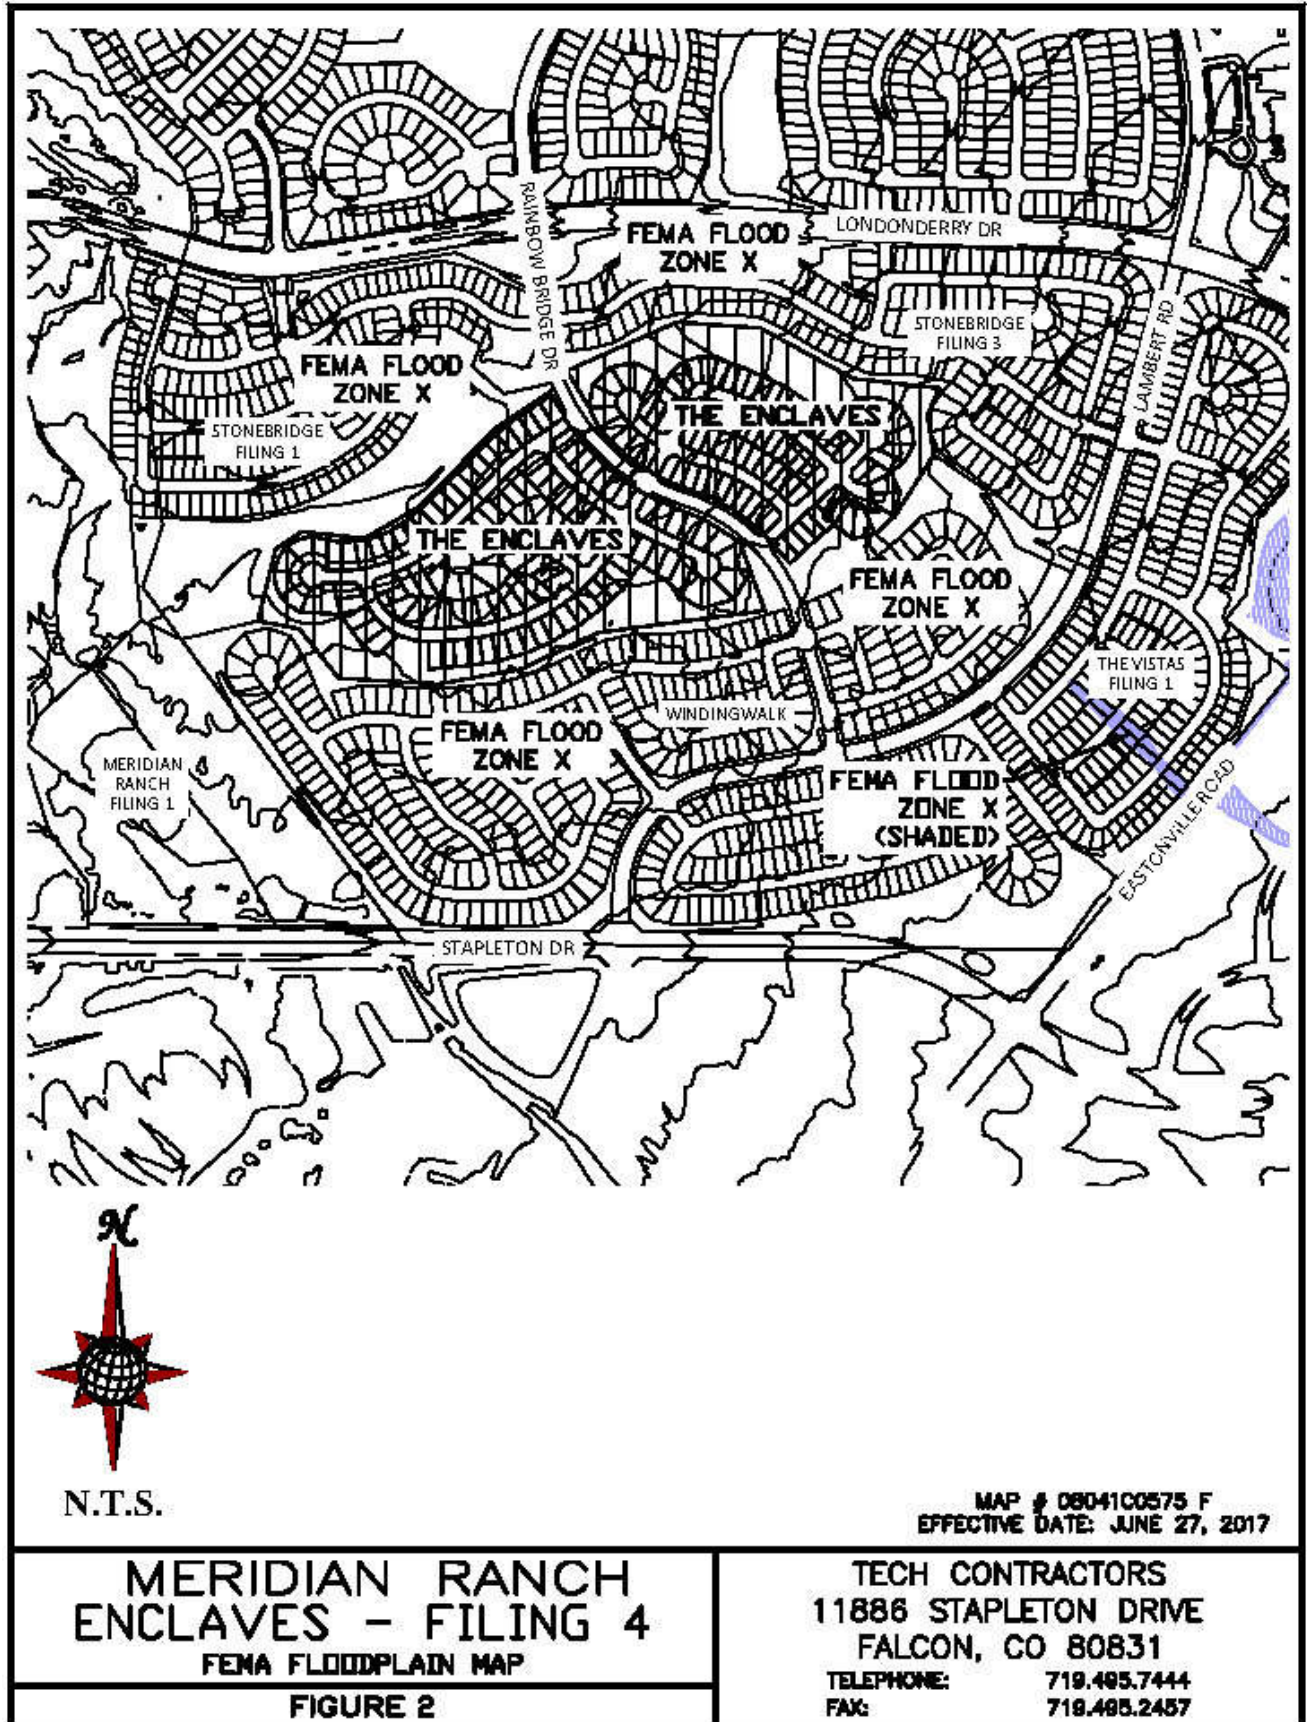 LONDONDERRY DR
RAINBOW BRIDGE DR
FEMA FLOOD
ZONE X
STONEBRIDGE
FILING 3
LAMBERT RD
FEMA FLOOD
ZONE X
STONEBRIDGE
FILING 1
THE ENCLAVES
THE ENCLAVES
FEMA FLOOD
ZONE X
THE VISTAS
FILING 1
WINDINGWALK
FEMA FLOOD
ZONE X
MERIDIAN
RANCH
FILING 1
FEMA FLOOD
ZONE X
(SHADED)
EASTONVILLE ROAD
STAPLETON DR
N
N.T.S.
MAP # 08041C0575 F
EFFECTIVE DATE: JUNE 27, 2017
MERIDIAN RANCH
ENCLAVES - FILING 4
FEMA FLOODPLAIN MAP
FIGURE 2
TECH CONTRACTORS
11886 STAPLETON DRIVE
FALCON, CO 80831
TELEPHONE: 719.495.7444
FAX: 719.495.2457